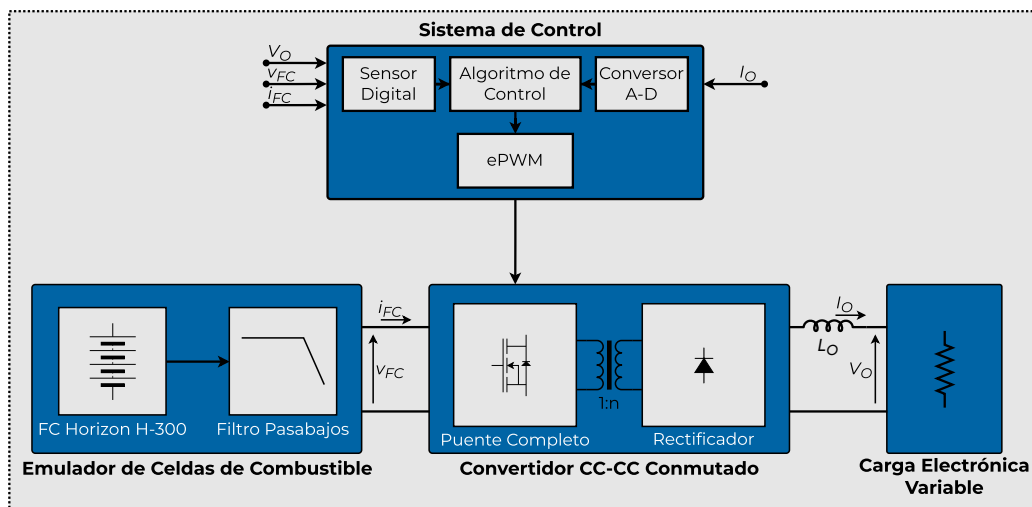 Sistema de Control
V_O
v_FC
i_FC
Sensor
Digital
Algoritmo de
Control
Conversor
A-D
I_O
ePWM
i_FC
v_FC
FC Horizon H-300
Filtro Pasabajos
Emulador de Celdas de Combustible
1:n
Puente Completo
Rectificador
Convertidor CC-CC Conmutado
I_O
L_O
V_O
Carga Electrónica
Variable